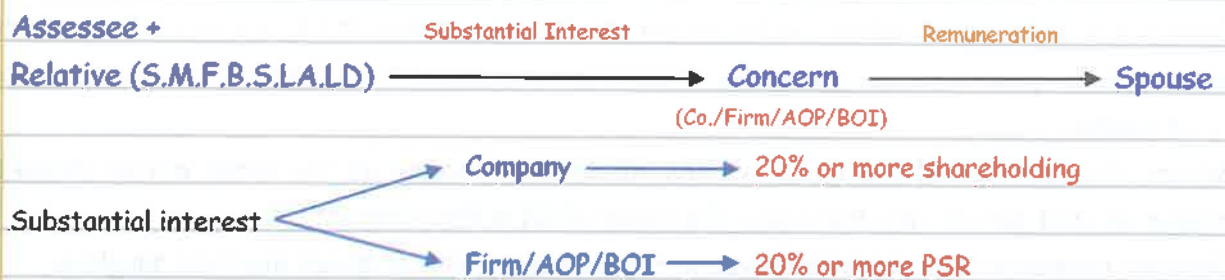 Assessee +
Substantial Interest
Remuneration
Relative (S.M.F.B.S.LA.LD)
Concern
Spouse
(Co./Firm/AOP/BOI)
Company
20% or more shareholding
Substantial interest
Firm/AOP/BOI
20% or more PSR